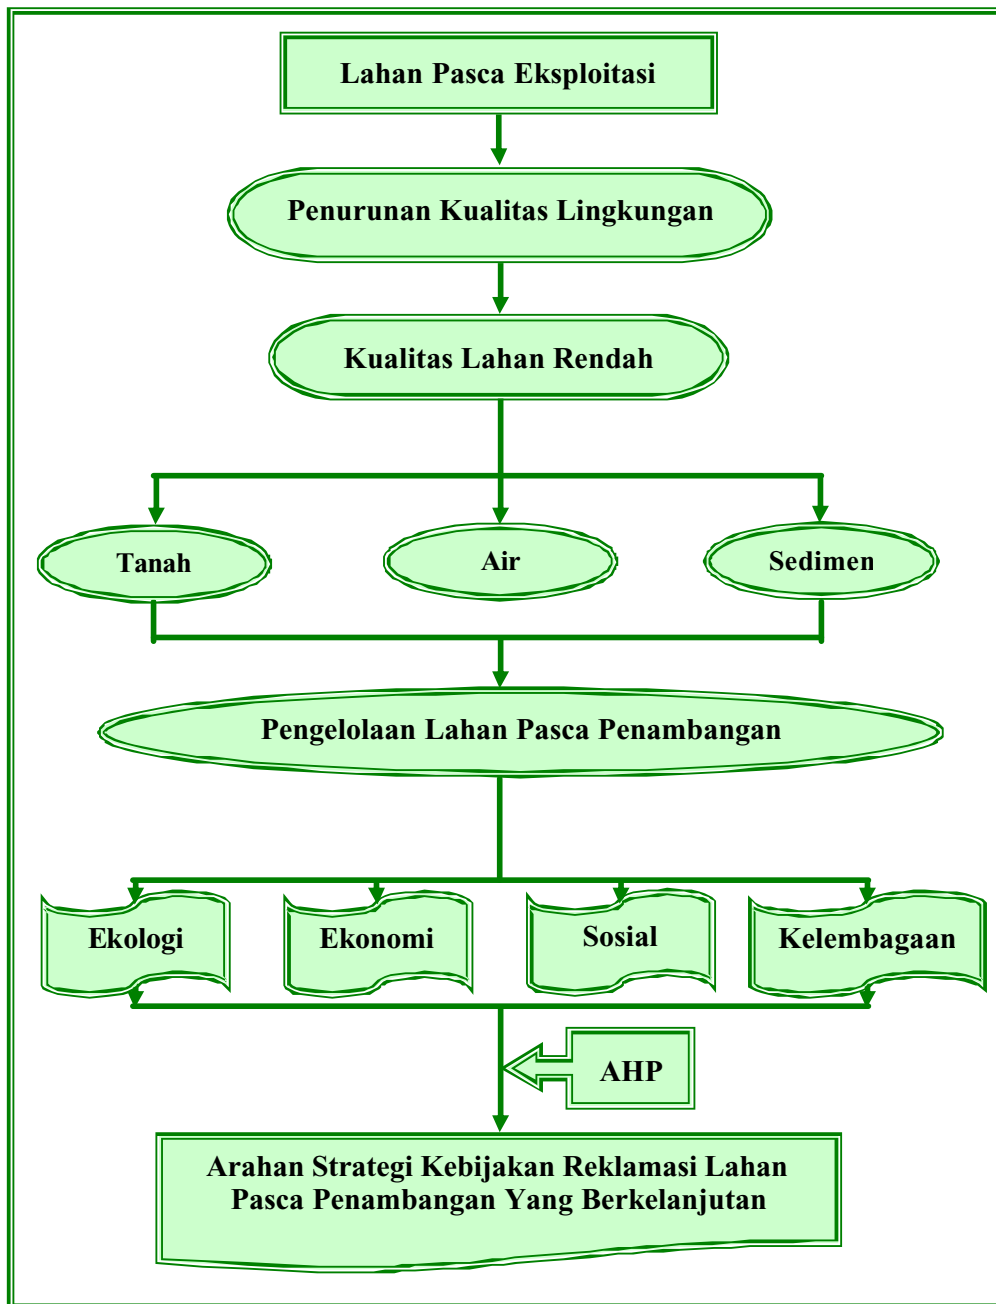 Lahan Pasca Eksploitasi
Penurunan Kualitas Lingkungan
Kualitas Lahan Rendah
Tanah
Air
Sedimen
Pengelolaan Lahan Pasca Penambangan
Ekologi
Ekonomi
Sosial
Kelembagaan
AHP
Arahan Strategi Kebijakan Reklamasi Lahan
Pasca Penambangan Yang Berkelanjutan